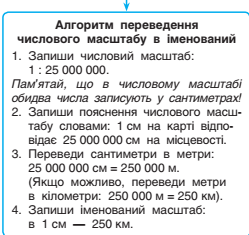 Алгоритм переведення
числового масштабу в іменований
1. Запиши числовий масштаб:
1 : 25 000 000.
Пам’ятай, що в числовому масштабі
обидва числа записують у сантиметрах!
2. Запиши пояснення числового масш-
табу словами: 1 см на карті відпо-
відає 25 000 000 см на місцевості.
3. Переведи сантиметри в метри:
25 000 000 см = 250 000 м.
(Якщо можливо, переведи метри
в кілометри: 250 000 м = 250 км).
4. Запиши іменований масштаб:
в 1 см — 250 км.